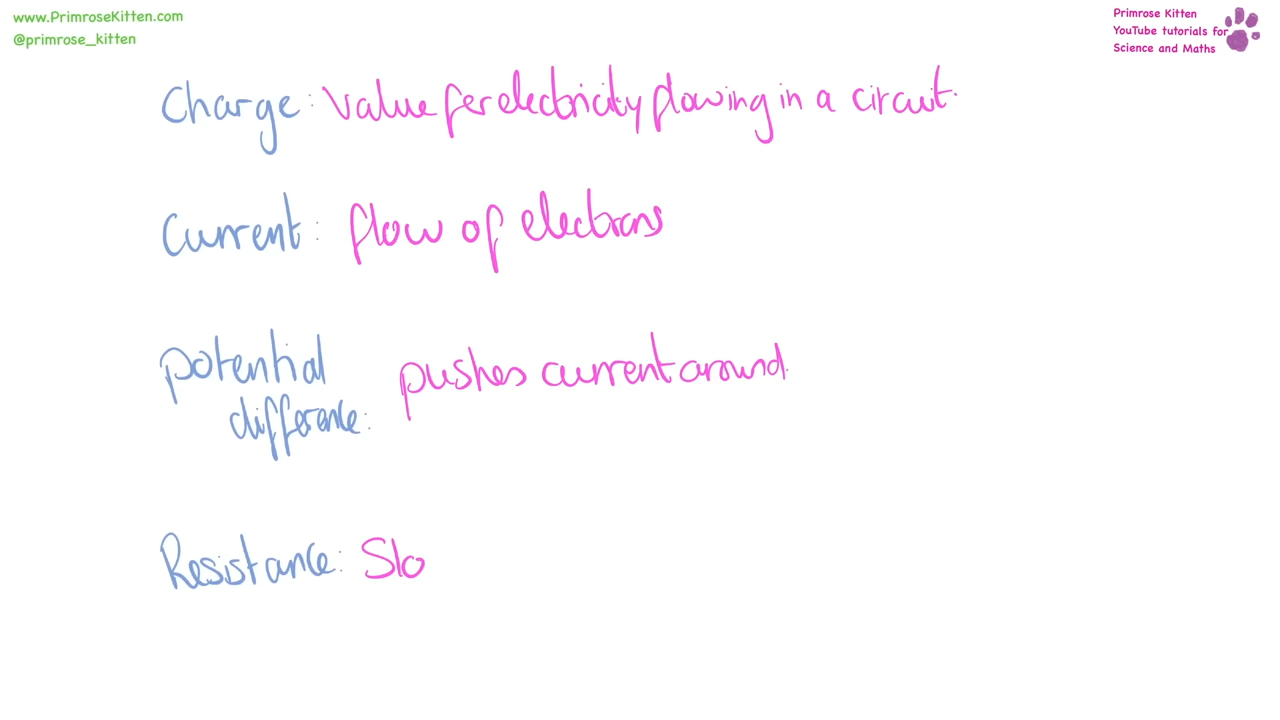 www.PrimroseKitten.com
@primrose_kitten
Primrose Kitten
YouTube tutorials for
Science and Maths
Charge: Value for electricity flowing in a circuit.
Current: flow of electrons
potential pushes current around.
difference:
Resistance: Slo